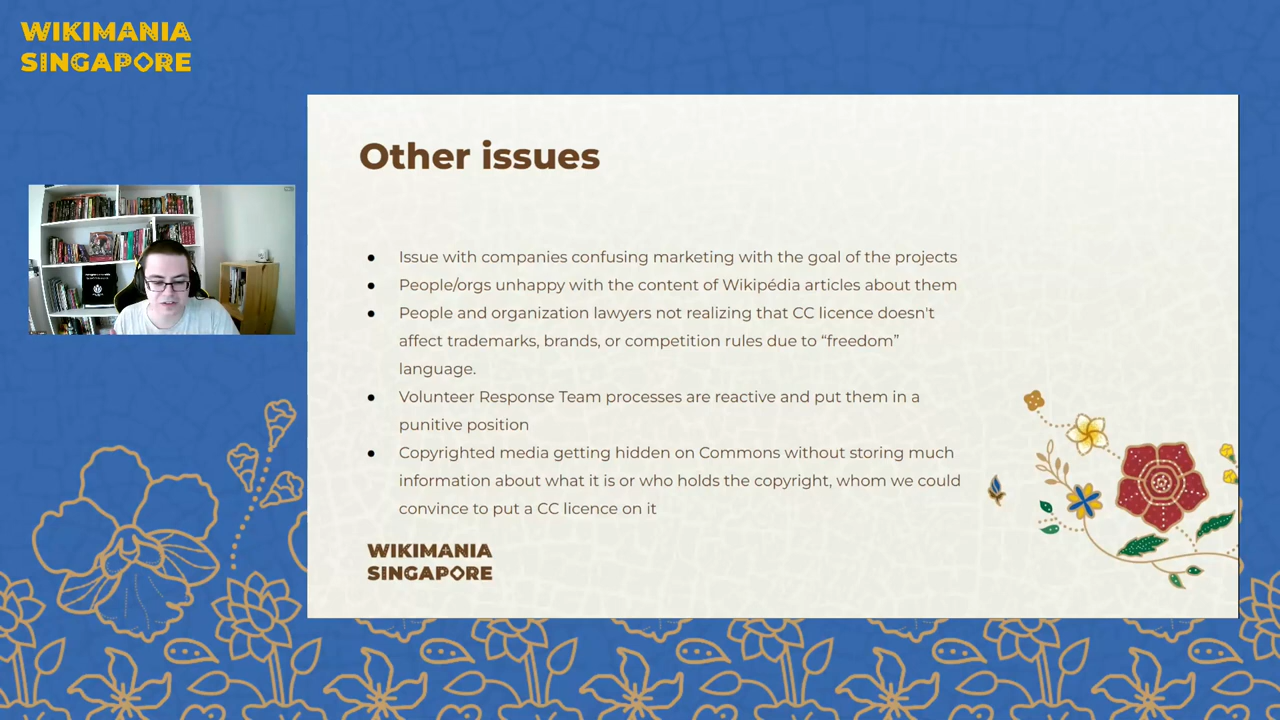 WIKIMANIA
SINGAPORE
Other issues
● Issue with companies confusing marketing with the goal of the projects
● People/orgs unhappy with the content of Wikipédia articles about them
● People and organization lawyers not realizing that CC licence doesn't
affect trademarks, brands, or competition rules due to “freedom”
language.
● Volunteer Response Team processes are reactive and put them in a
punitive position
● Copyrighted media getting hidden on Commons without storing much
information about what it is or who holds the copyright, whom we could
convince to put a CC licence on it
WIKIMANIA
SINGAPORE